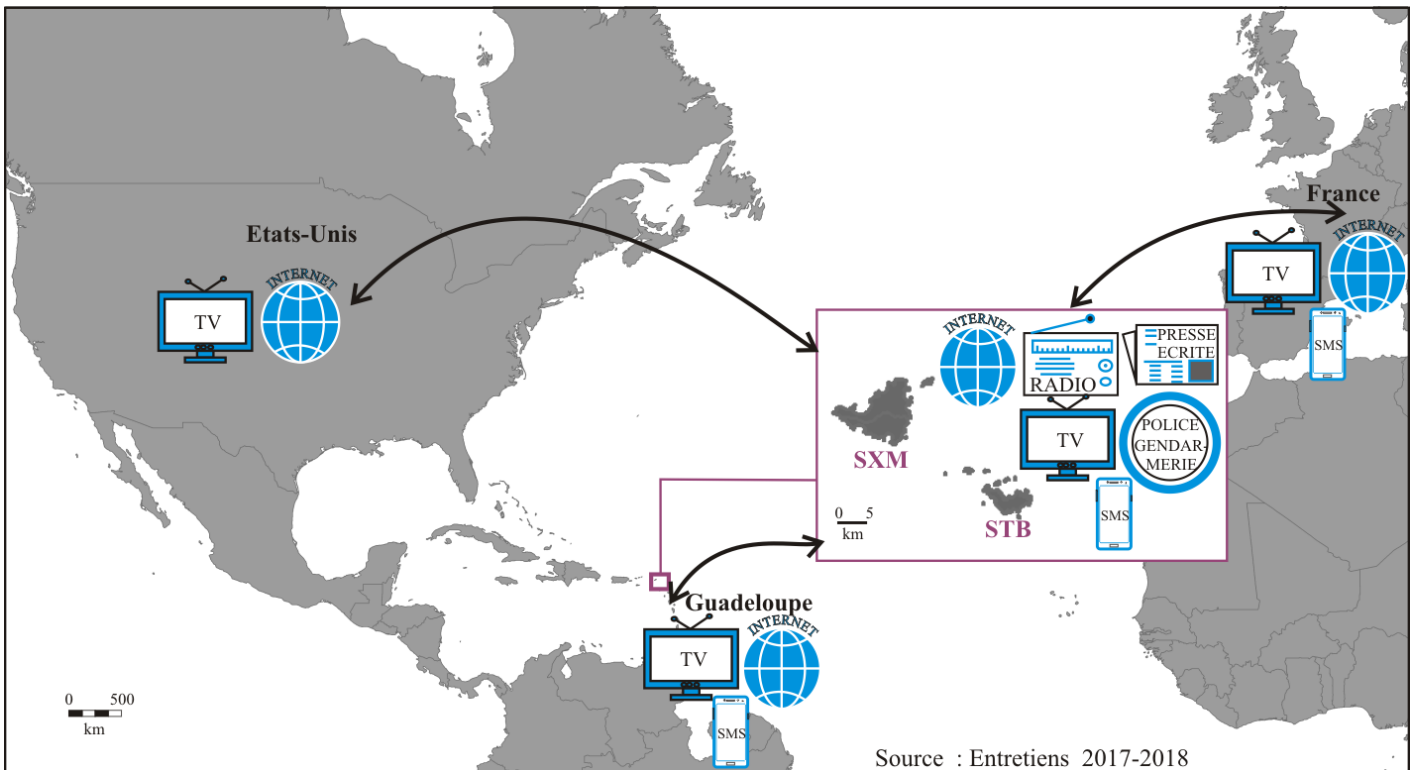 Etats-Unis
TV
INTERNET
France
INTERNET
TV
SMS
INTERNET
RADIO
PRESSE
ECRITE
TV
POLICE
GENDAR-
MERIE
SMS
SXM
STB
0 5
km
Guadeloupe
TV
INTERNET
SMS
0 500
km
Source : Entretiens 2017-2018